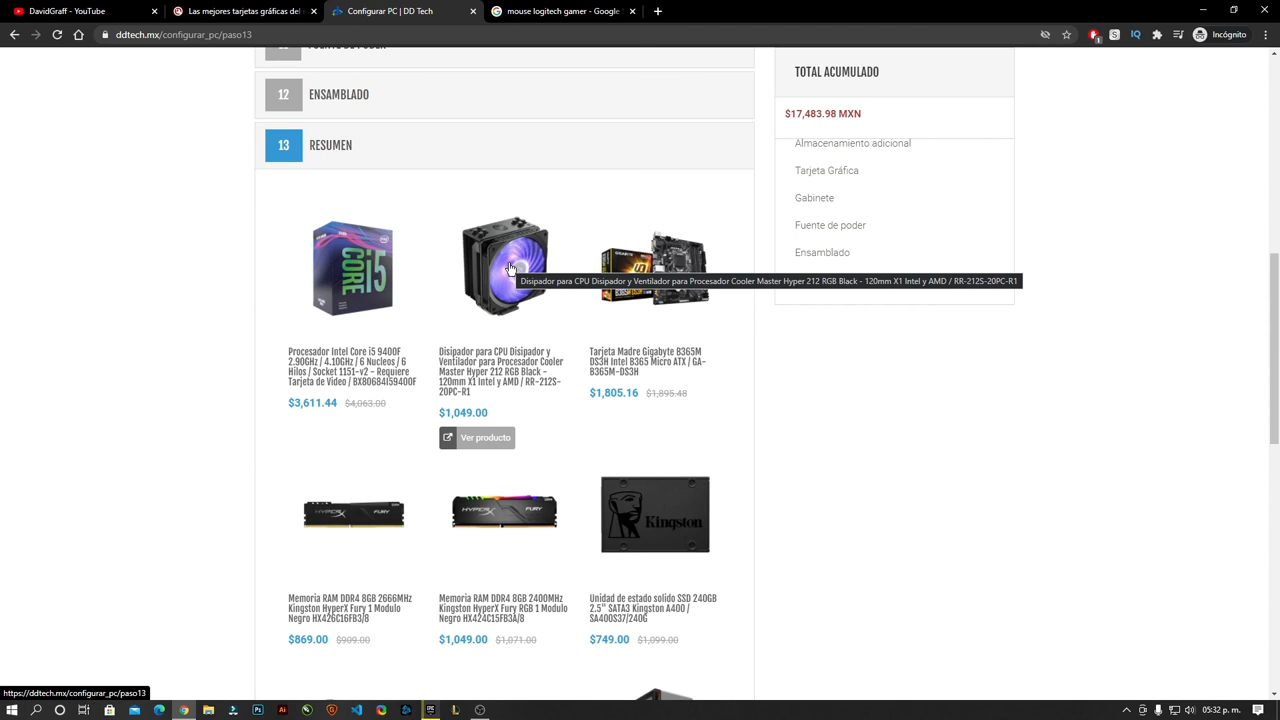 DavidGraff - YouTube
Configurar PC DD Tech
Google
mouse - Google Drive
ddtech.mx/configurar_pc/paso13
Incógnito
12 ENSAMBLADO
13 RESUMEN
TOTAL ACUMULADO
$17,483.98 MXN
Almacenamiento adicional
Tarjeta Gráfica
Gabinete
Fuente de poder
Ensamblado
Disipador para CPU Disipador y Ventilador para Procesador Cooler Master Hyper 212 RGB Black - 120mm X1 Intel y AMD / RR-212S-20PC-R1
Procesador Intel Core i5 9400F
2.90GHz / 4.10GHz / 6 Nucleos / 6
Hilos / Socket 1151-v2 - Requiere
Tarjeta de Video / BX80684I59400F
$3,611.44 $4,063.00
Disipador para CPU Disipador y
Ventilador para Procesador Cooler
Master Hyper 212 RGB Black -
120mm X1 Intel y AMD / RR-212S-
20PC-R1
$1,049.00
Ver producto
Tarjeta Madre Gigabyte B365M
DS3H Intel B365 Micro ATX / GA-
B365M-DS3H
$1,805.16 $1,895.48
CORE i5
HYPERX FURY
HYPERX FURY
Kingston
Memoria RAM DDR4 8GB 2666MHz
Kingston HyperX Fury 1 Modulo
Negro HX426C16FB3/8
$869.00 $909.00
Memoria RAM DDR4 8GB 2400MHz
Kingston HyperX Fury RGB 1 Modulo
Negro HX424C15FB3A/8
$1,049.00 $1,071.00
Unidad de estado solido SSD 240GB
2.5" SATA3 Kingston A400 /
SA400S37/240G
$749.00 $1,099.00
https://ddtech.mx/configurar_pc/paso13
05:32 p. m.